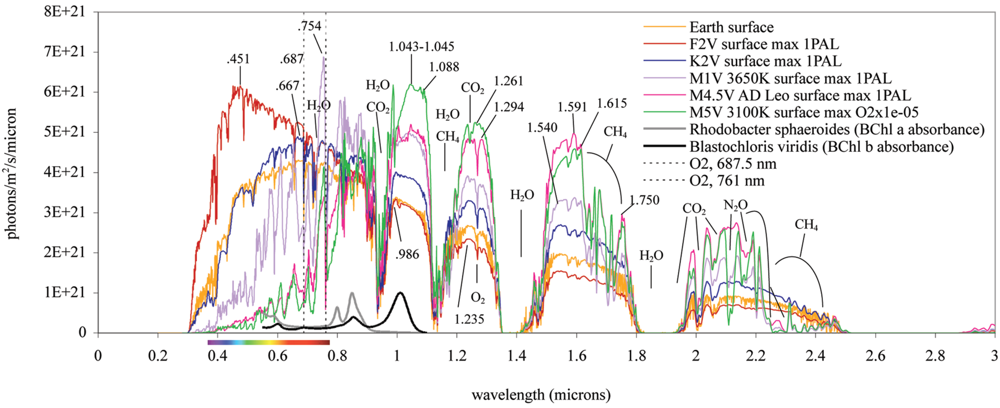 8E+21
7E+21
6E+21
5E+21
4E+21
3E+21
2E+21
1E+21
0
photons/m²/s/micron
.451
.754
.687
.667
H₂O
H₂O
CO₂
1.043-1.045
1.088
.986
H₂O
CH₄
CO₂
1.261
1.294
O₂
1.235
H₂O
1.540
1.591
1.615
CH₄
1.750
H₂O
CO₂
N₂O
CH₄
Earth surface
F2V surface max 1PAL
K2V surface max 1PAL
M1V 3650K surface max 1PAL
M4.5V AD Leo surface max 1PAL
M5V 3100K surface max O2x1e-05
Rhodobacter sphaeroides (BChl a absorbance)
Blastochloris viridis (BChl b absorbance)
O2, 687.5 nm
O2, 761 nm
0 0.2 0.4 0.6 0.8 1 1.2 1.4 1.6 1.8 2 2.2 2.4 2.6 2.8 3
wavelength (microns)